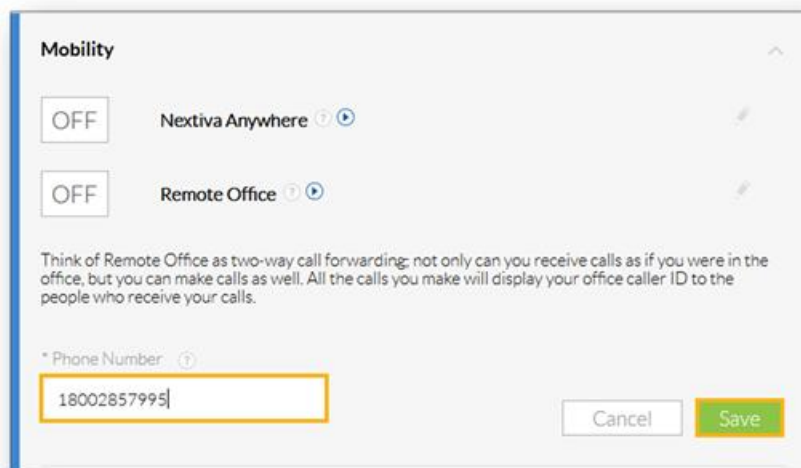 Mobility
OFF Nextiva Anywhere ?
OFF Remote Office ?
Think of Remote Office as two-way call forwarding; not only can you receive calls as if you were in the
office, but you can make calls as well. All the calls you make will display your office caller ID to the
people who receive your calls.
* Phone Number ?
18002857995
Cancel Save